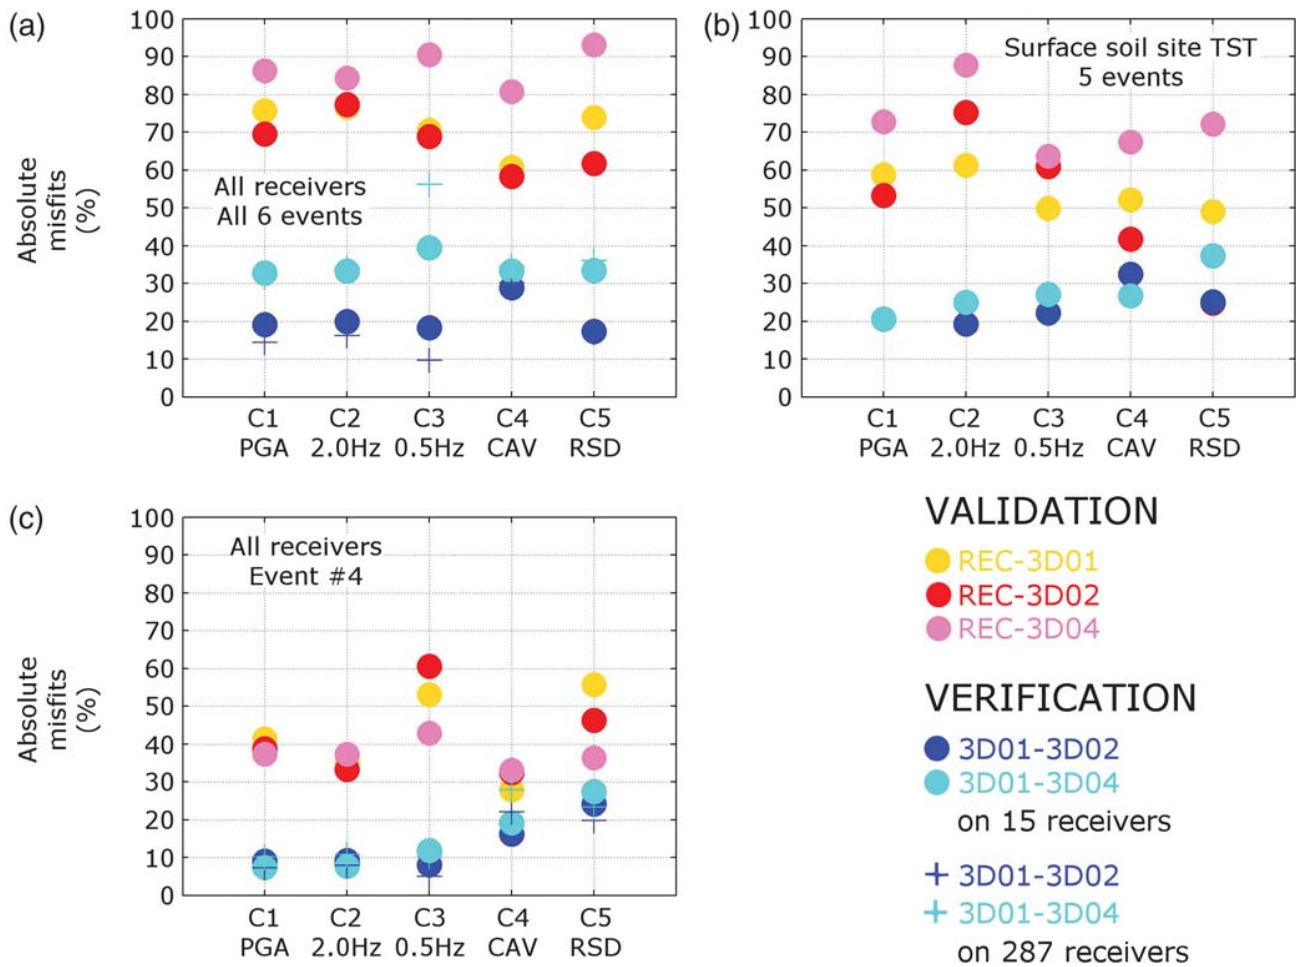 (a)
100
90
80
70
60
50
40
30
20
10
0
Absolute
misfits
(%)
All receivers
All 6 events
C1 C2 C3 C4 C5
PGA 2.0Hz 0.5Hz CAV RSD
(b)
100
90
80
70
60
50
40
30
20
10
0
Surface soil site TST
5 events
C1 C2 C3 C4 C5
PGA 2.0Hz 0.5Hz CAV RSD
(c)
100
90
80
70
60
50
40
30
20
10
0
Absolute
misfits
(%)
All receivers
Event #4
C1 C2 C3 C4 C5
PGA 2.0Hz 0.5Hz CAV RSD
VALIDATION
REC-3D01
REC-3D02
REC-3D04
VERIFICATION
3D01-3D02
3D01-3D04
on 15 receivers
3D01-3D02
3D01-3D04
on 287 receivers